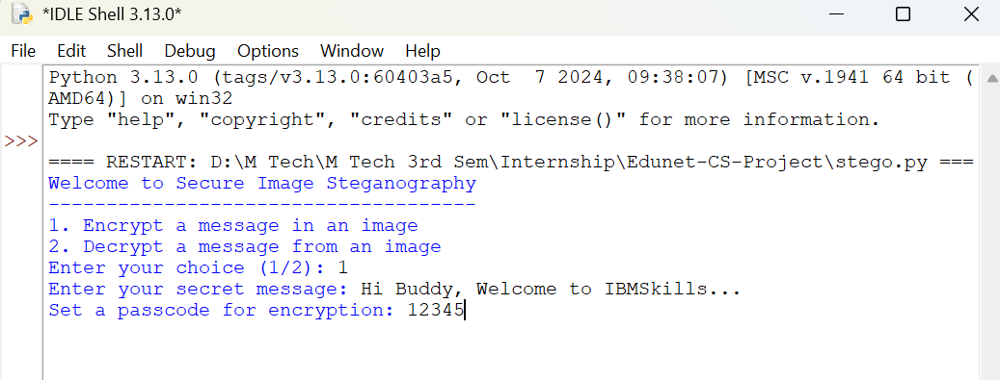 *IDLE Shell 3.13.0*
File Edit Shell Debug Options Window Help
Python 3.13.0 (tags/v3.13.0:60403a5, Oct  7 2024, 09:38:07) [MSC v.1941 64 bit (
AMD64)] on win32
Type "help", "copyright", "credits" or "license()" for more information.
>>>
==== RESTART: D:\M Tech\M Tech 3rd Sem\Internship\Edunet-CS-Project\stego.py ===
Welcome to Secure Image Steganography
-------------------------------------
1. Encrypt a message in an image
2. Decrypt a message from an image
Enter your choice (1/2): 1
Enter your secret message: Hi Buddy, Welcome to IBMSkills...
Set a passcode for encryption: 12345